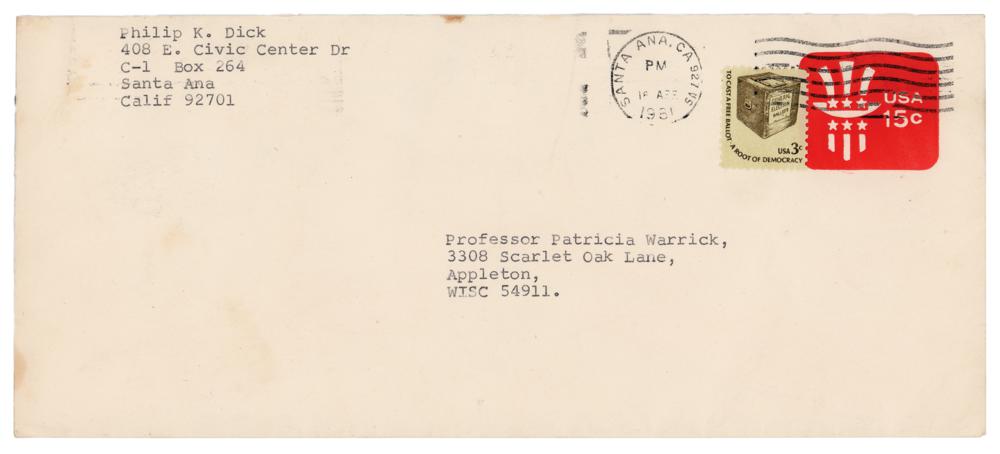 Philip K. Dick
408 E. Civic Center Dr
C-1 Box 264
Santa Ana
Calif 92701
SANTA ANA, CA 927
PM
APR
1981
TO CAST A FREE BALLOT·A ROOT OF DEMOCRACY
USA 3c
USA
15c
Professor Patricia Warrick,
3308 Scarlet Oak Lane,
Appleton,
WISC 54911.